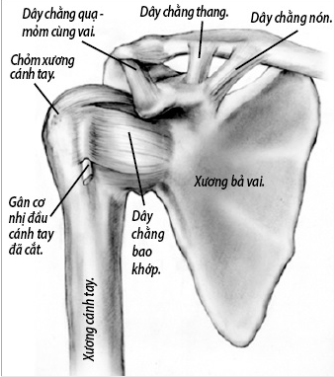 Dây chằng quạ -
mỏm cùng vai.
Dây chằng thang.
Dây chằng nón.
Chỏm xương
cánh tay.
Xương bả vai.
Gân cơ
nhị đầu
cánh tay
đã cắt.
Dây
chằng
bao
khớp.
Xương cánh tay.